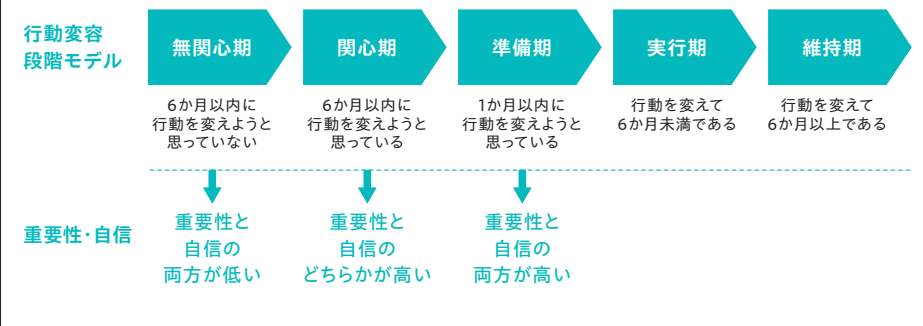 行動変容
段階モデル
無関心期
関心期
準備期
実行期
維持期
6か月以内に
行動を変えようと
思っていない
6か月以内に
行動を変えようと
思っている
1か月以内に
行動を変えようと
思っている
行動を変えて
6か月未満である
行動を変えて
6か月以上である
重要性・自信
重要性と
自信の
両方が低い
重要性と
自信の
どちらかが高い
重要性と
自信の
両方が高い